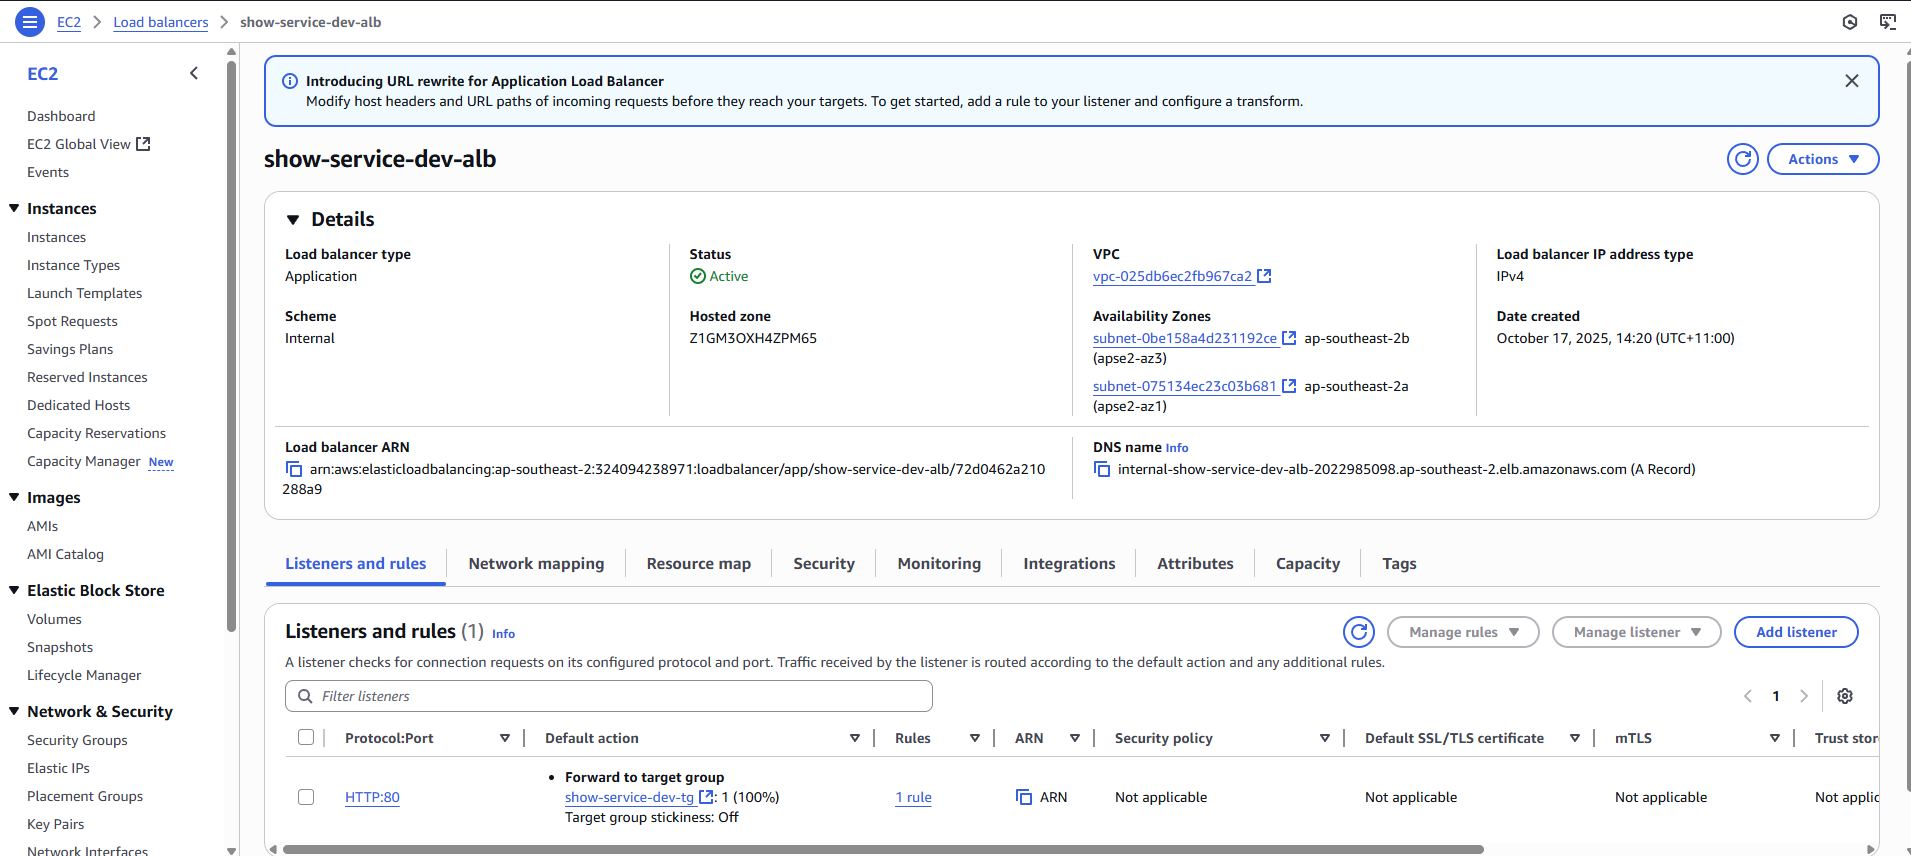 EC2 > Load balancers > show-service-dev-alb
EC2
Dashboard
EC2 Global View
Events
Instances
Instances
Instance Types
Launch Templates
Spot Requests
Savings Plans
Reserved Instances
Dedicated Hosts
Capacity Reservations
Capacity Manager New
Images
AMIs
AMI Catalog
Elastic Block Store
Volumes
Snapshots
Lifecycle Manager
Network & Security
Security Groups
Elastic IPs
Placement Groups
Key Pairs
Network Interfaces
Introducing URL rewrite for Application Load Balancer
Modify host headers and URL paths of incoming requests before they reach your targets. To get started, add a rule to your listener and configure a transform.
show-service-dev-alb
Actions
Details
Load balancer type
Application
Status
Active
VPC
vpc-025db6ec2fb967ca2
Load balancer IP address type
IPv4
Scheme
Internal
Hosted zone
Z1GM3OXH4ZPM65
Availability Zones
subnet-0be158a4d231192ce ap-southeast-2b
(apse2-az3)
subnet-075134ec23c03b681 ap-southeast-2a
(apse2-az1)
Date created
October 17, 2025, 14:20 (UTC+11:00)
Load balancer ARN
arn:aws:elasticloadbalancing:ap-southeast-2:324094238971:loadbalancer/app/show-service-dev-alb/72d0462a210
288a9
DNS name Info
internal-show-service-dev-alb-2022985098.ap-southeast-2.elb.amazonaws.com (A Record)
Listeners and rules Network mapping Resource map Security Monitoring Integrations Attributes Capacity Tags
Listeners and rules (1) Info
Manage rules Manage listener Add listener
A listener checks for connection requests on its configured protocol and port. Traffic received by the listener is routed according to the default action and any additional rules.
Filter listeners
1
Protocol:Port Default action Rules ARN Security policy Default SSL/TLS certificate mTLS Trust stor
• Forward to target group
HTTP:80 show-service-dev-tg : 1 (100%) 1 rule ARN Not applicable Not applicable Not applicable Not applic
Target group stickiness: Off